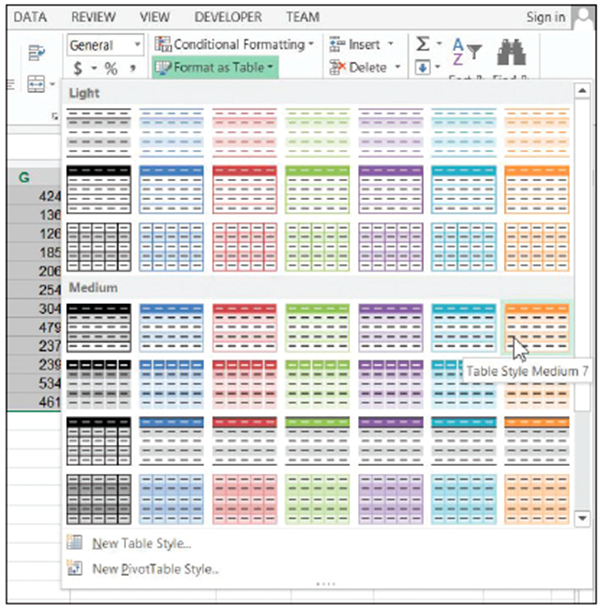 DATA REVIEW VIEW DEVELOPER TEAM Sign in
General Conditional Formatting Insert Σ A Z
$ % , Format as Table Delete
Light
G
424
136
126
185
206
254
Medium
304
479
237
239
Table Style Medium 7
534
461
New Table Style...
New PivotTable Style...